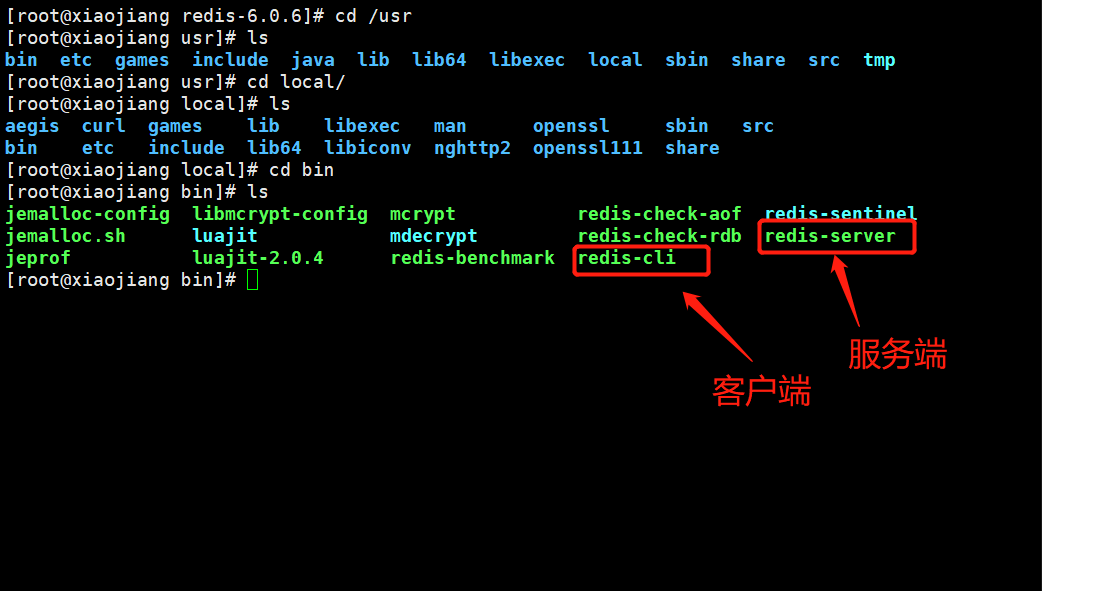 [root@xiaojiang redis-6.0.6]# cd /usr
[root@xiaojiang usr]# ls
bin  etc  games  include  java  lib  lib64  libexec  local  sbin  share  src  tmp
[root@xiaojiang usr]# cd local/
[root@xiaojiang local]# ls
aegis  curl  games    lib    libexec   man      openssl     sbin   src
bin    etc   include  lib64  libiconv  nghttp2  openssl111  share
[root@xiaojiang local]# cd bin
[root@xiaojiang bin]# ls
jemalloc-config  libmcrypt-config  mcrypt           redis-check-aof  redis-sentinel
jemalloc.sh      luajit            mdecrypt         redis-check-rdb  redis-server
jeprof           luajit-2.0.4      redis-benchmark  redis-cli
[root@xiaojiang bin]#
服务端
客户端